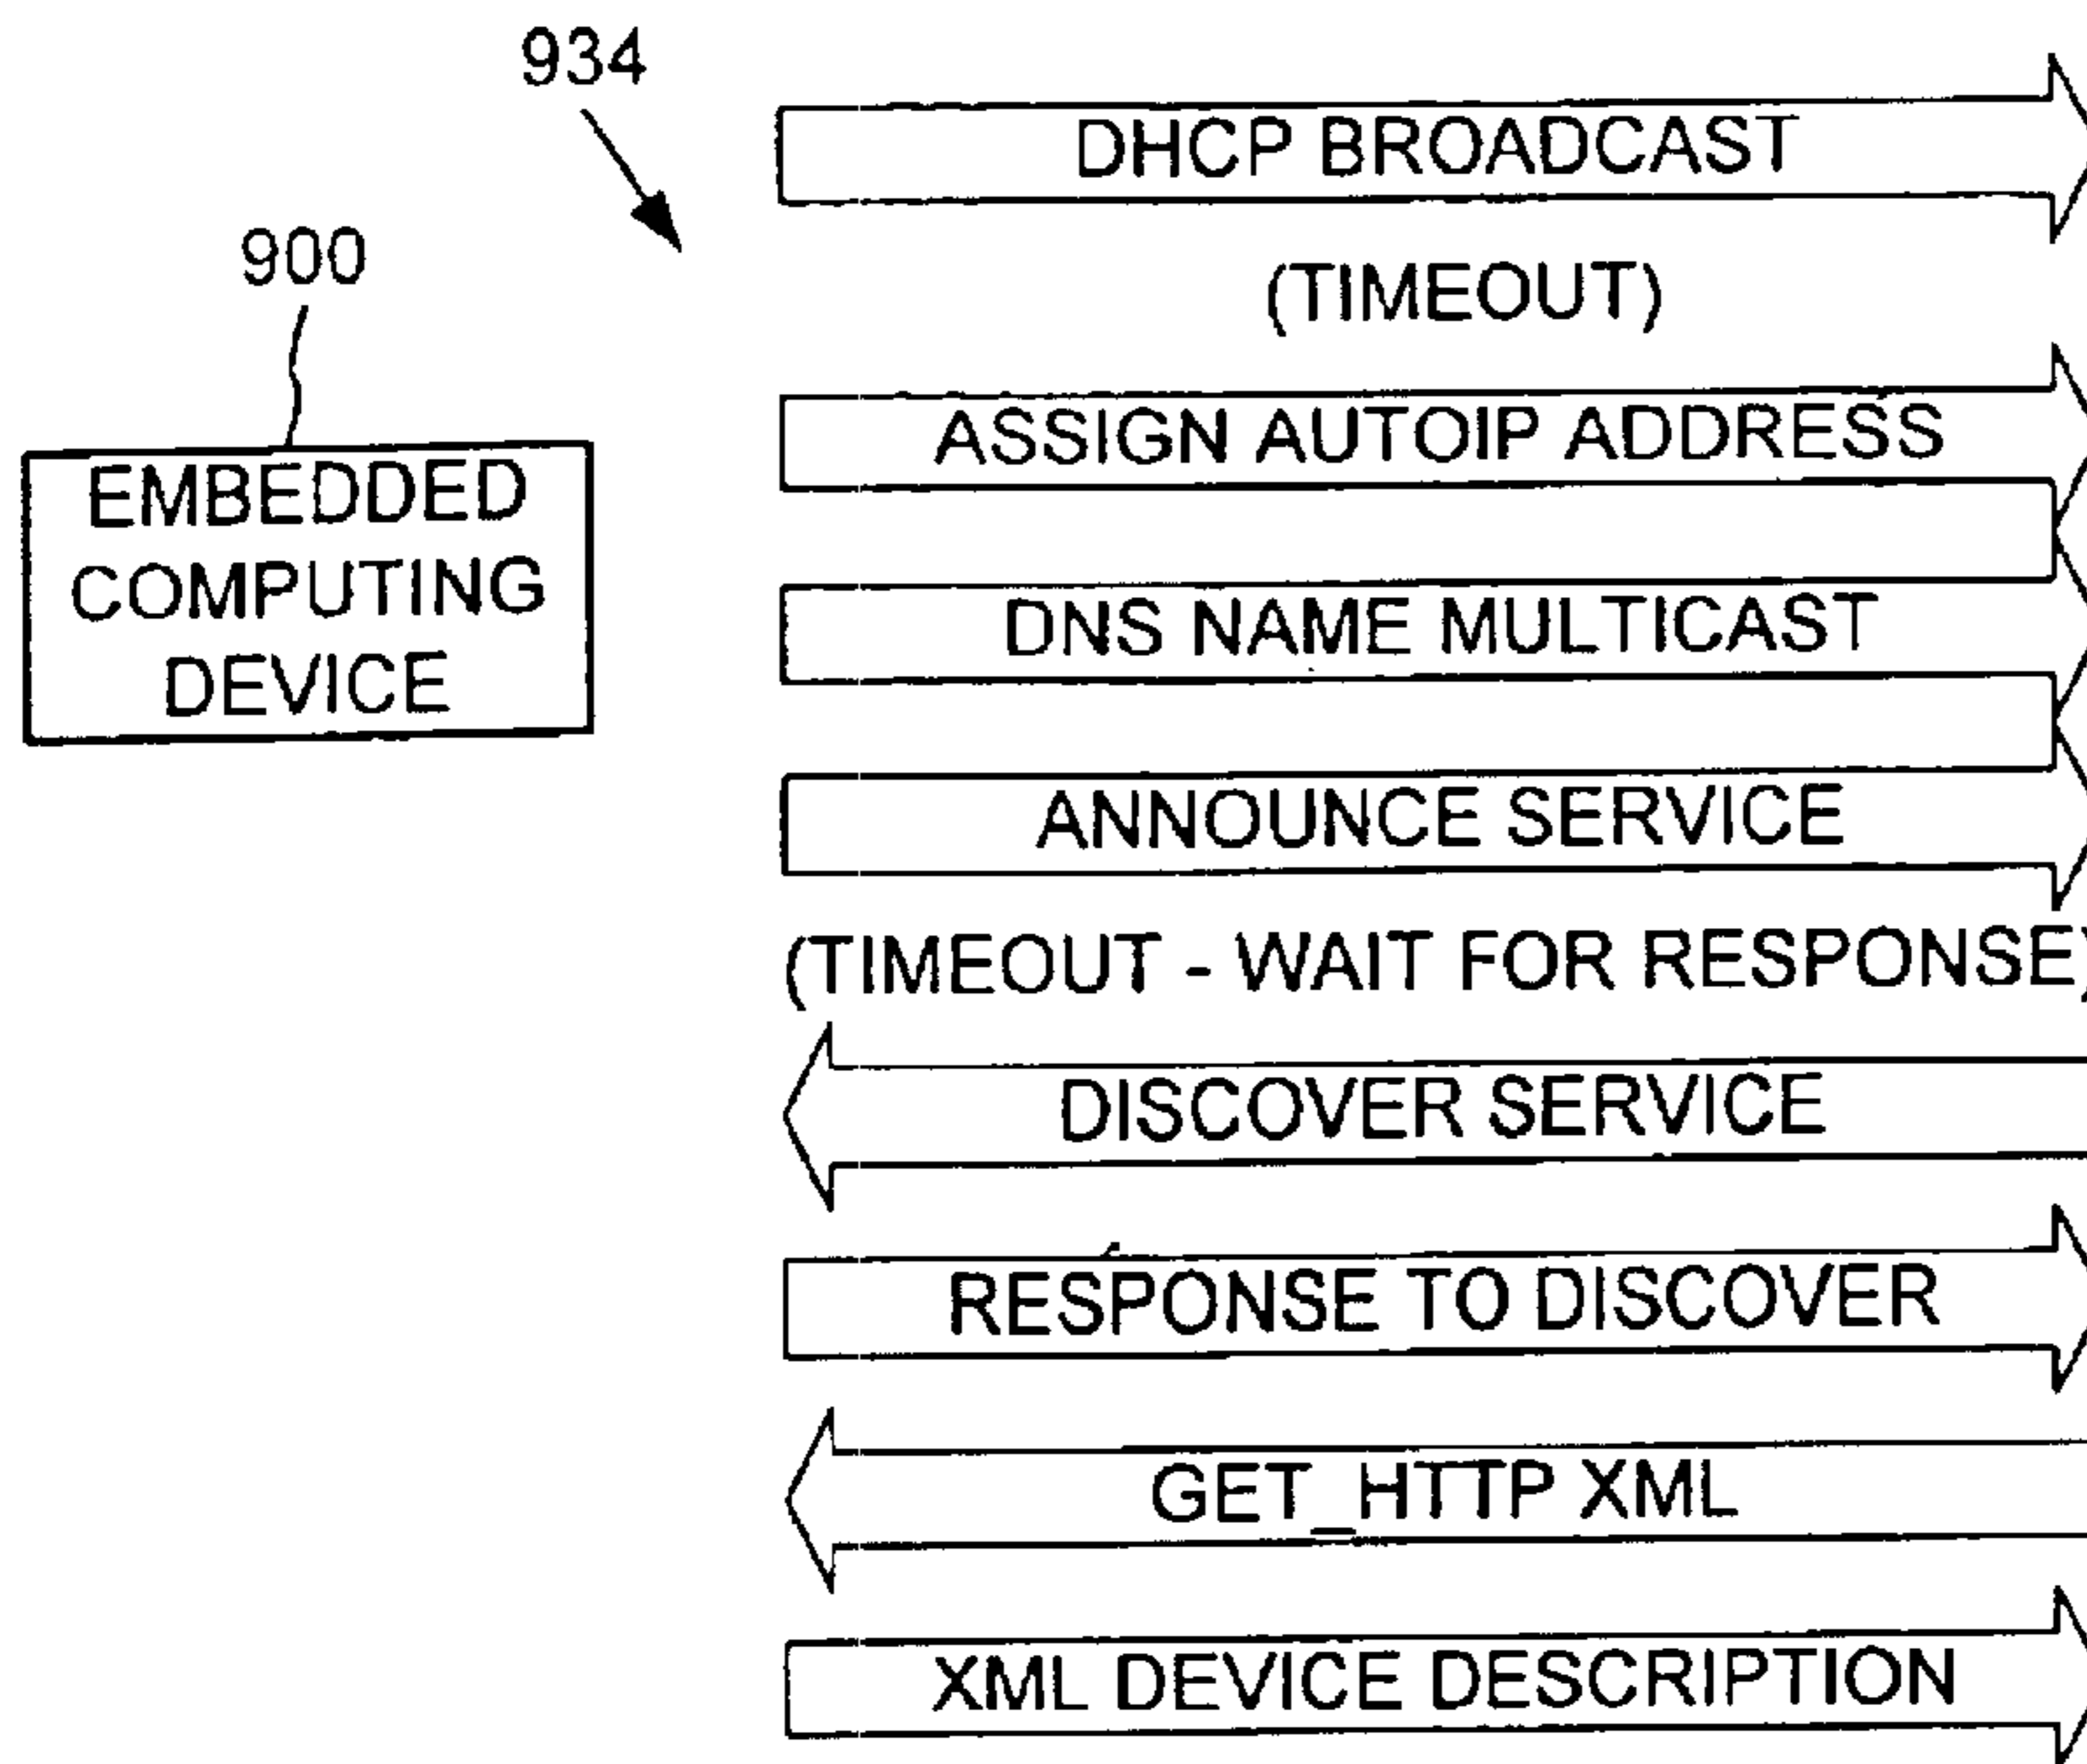 934
900
EMBEDDED
COMPUTING
DEVICE
DHCP BROADCAST
(TIMEOUT)
ASSIGN AUTOIP ADDRESS
DNS NAME MULTICAST
ANNOUNCE SERVICE
(TIMEOUT - WAIT FOR RESPONSE)
DISCOVER SERVICE
RESPONSE TO DISCOVER
GET_HTTP XML
XML DEVICE DESCRIPTION